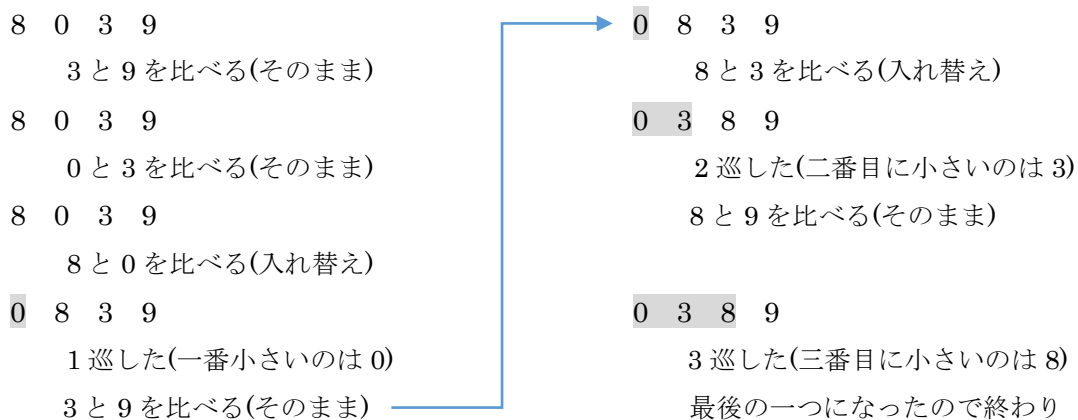 8 0 3 9
3 と 9 を比べる(そのまま)
8 0 3 9
0 と 3 を比べる(そのまま)
8 0 3 9
8 と 0 を比べる(入れ替え)
0 8 3 9
1 巡した(一番小さいのは 0)
3 と 9 を比べる(そのまま)
0 8 3 9
8 と 3 を比べる(入れ替え)
0 3 8 9
2 巡した(二番目に小さいのは 3)
8 と 9 を比べる(そのまま)
0 3 8 9
3 巡した(三番目に小さいのは 8)
最後の一つになったので終わり